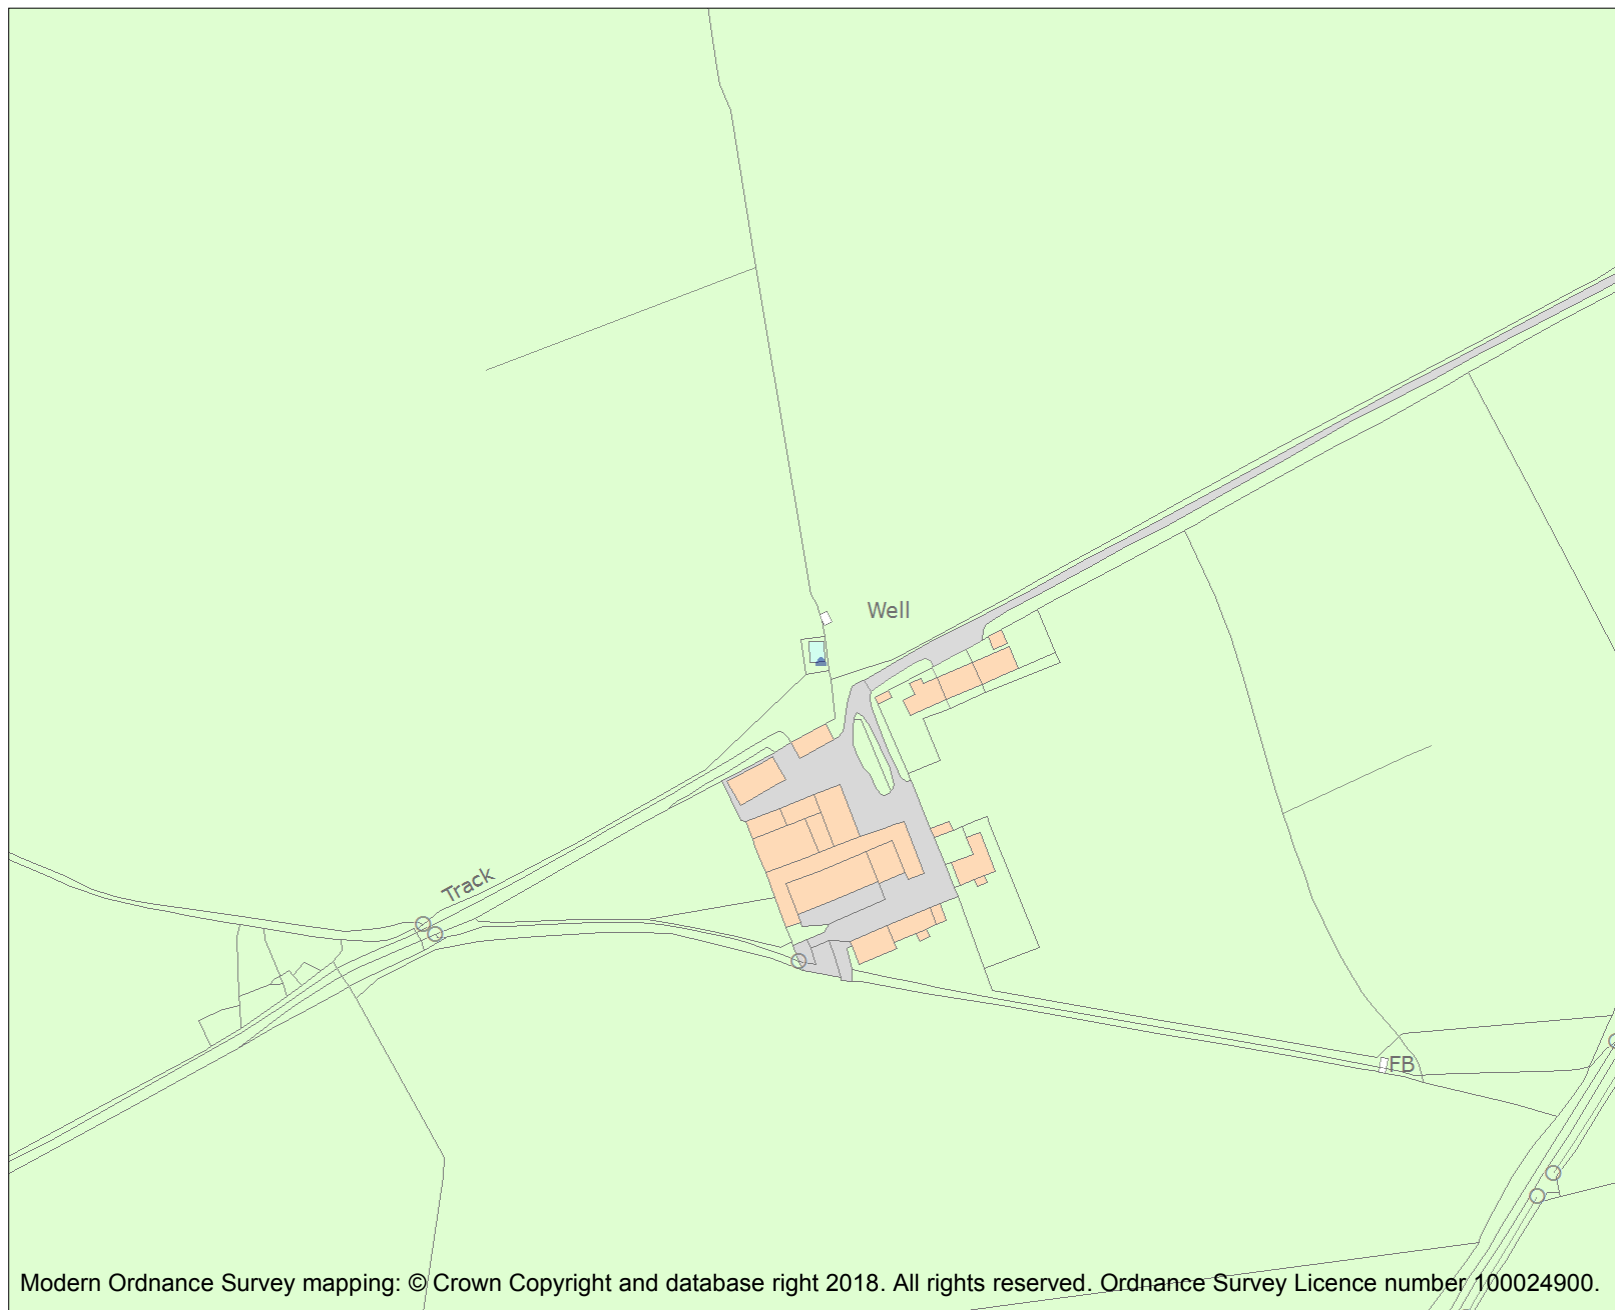 Well
Track
FB
Modern Ordnance Survey mapping: © Crown Copyright and database right 2018. All rights reserved. Ordnance Survey Licence number 100024900.